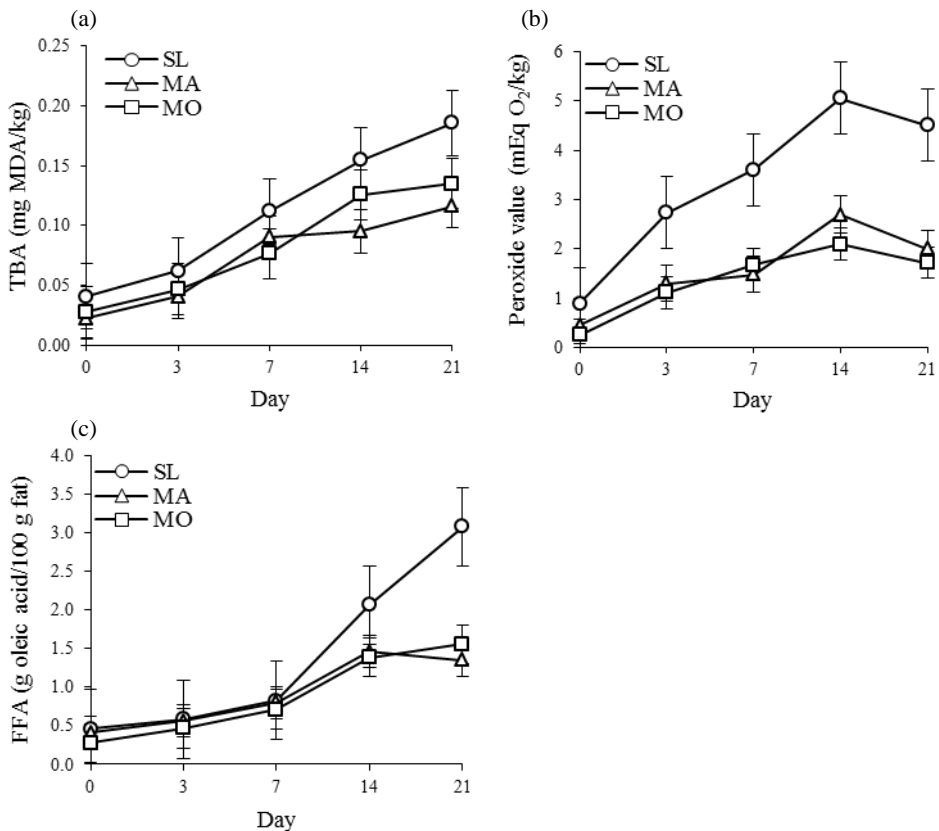 (a)
0.25
0.20
0.15
0.10
0.05
0.00
TBA (mg MDA/kg)
SL
MA
MO
0 3 7 14 21
Day
(b)
6
5
4
3
2
1
0
Peroxide value (mEq O₂/kg)
SL
MA
MO
0 3 7 14 21
Day
(c)
4.0
3.5
3.0
2.5
2.0
1.5
1.0
0.5
0.0
FFA (g oleic acid/100 g fat)
SL
MA
MO
0 3 7 14 21
Day